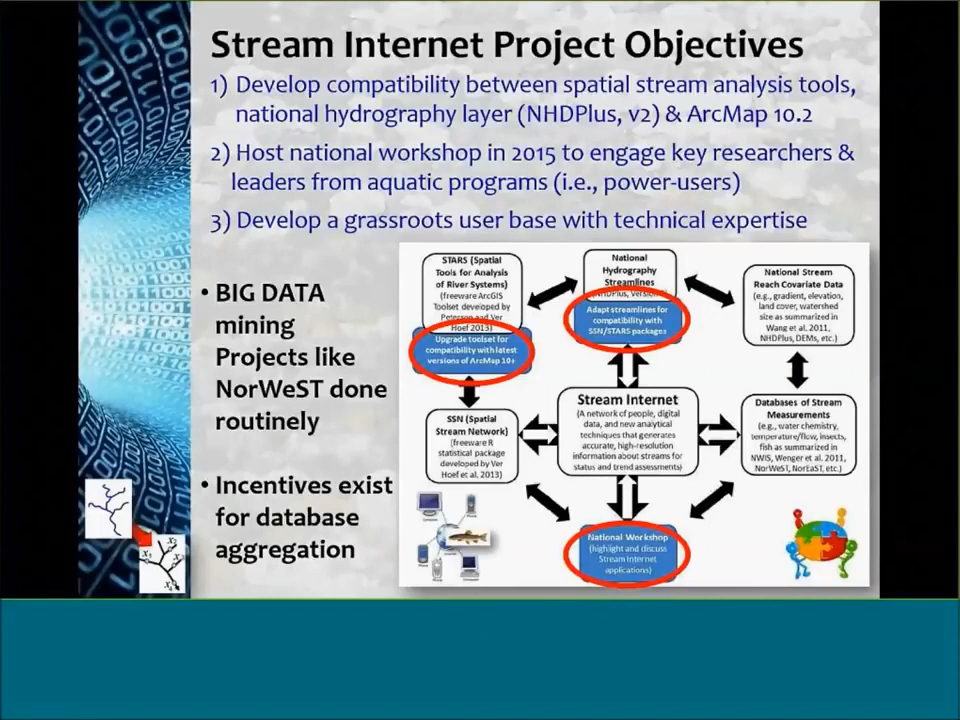 Stream Internet Project Objectives
1) Develop compatibility between spatial stream analysis tools,
national hydrography layer (NHDPlus, v2) & ArcMap 10.2
2) Host national workshop in 2015 to engage key researchers &
leaders from aquatic programs (i.e., power-users)
3) Develop a grassroots user base with technical expertise
• BIG DATA
mining
Projects like
NorWeST done
routinely
• Incentives exist
for database
aggregation
STARS (Spatial
Tools for Analysis
of River Systems)
(freeware ArcGIS
Toolset developed by
Peterson and Ver
Hoef 2013)
Upgrade toolset for
compatibility with latest
versions of ArcMap 10+
National
Hydrography
Streamlines
(NHDPlus, Version
Adapt streamlines for
compatibility with
SSN/STARS packages
National Stream
Reach Covariate Data
(e.g., gradient, elevation,
land cover, watershed
size as summarized in
Wang et al. 2011,
NHDPlus, DEMs, etc.)
SSN (Spatial
Stream Network)
(freeware R
statistical package
developed by Ver
Hoef et al. 2013)
Stream Internet
(A network of people, digital
data, and new analytical
techniques that generates
accurate, high-resolution
information about streams for
status and trend assessments)
Databases of Stream
Measurements
(e.g., water chemistry,
temperature/flow, insects,
fish as summarized in
NWIS, Wenger et al. 2011,
NorWeST, NorEaST, etc.)
National Workshop
(highlight and discuss
Stream Internet
applications)